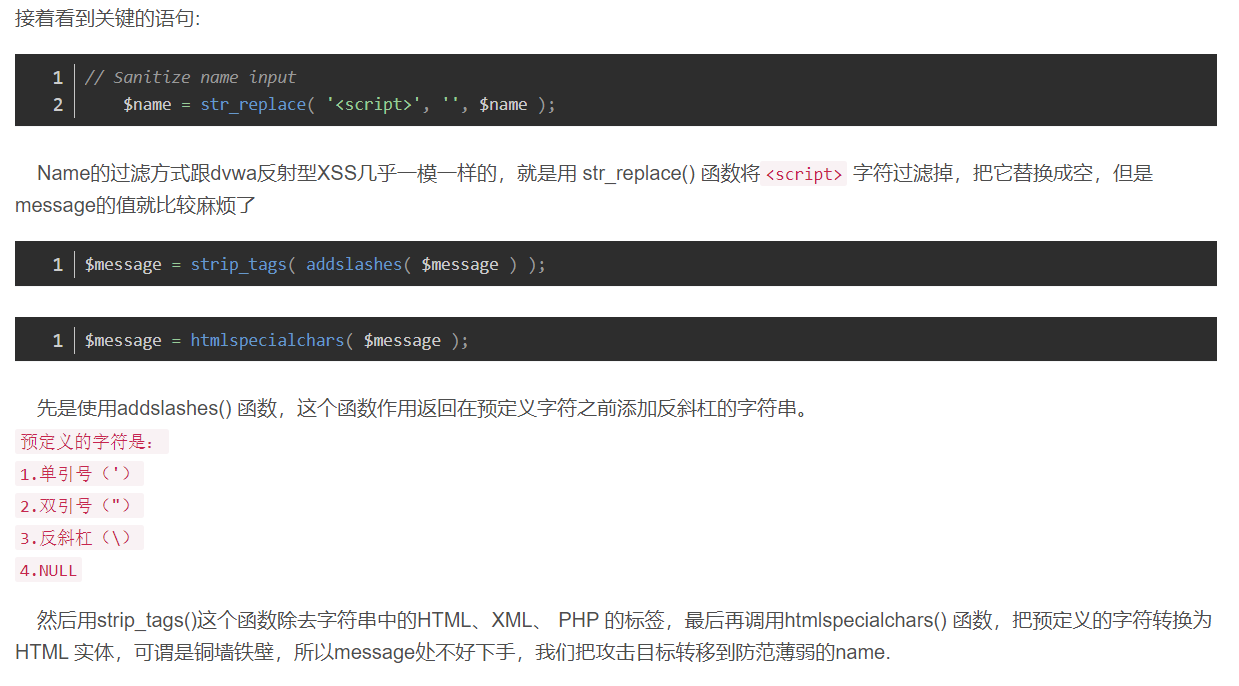 接着看到关键的语句:
1 // Sanitize name input
2 $name = str_replace( '<script>', '', $name );
Name的过滤方式跟dvwa反射型XSS几乎一模一样的，就是用 str_replace() 函数将 <script> 字符过滤掉，把它替换成空，但是
message的值就比较麻烦了
1 $message = strip_tags( addslashes( $message ) );
1 $message = htmlspecialchars( $message );
先是使用addslashes() 函数，这个函数作用返回在预定义字符之前添加反斜杠的字符串。
预定义的字符是：
1.单引号（'）
2.双引号（"）
3.反斜杠（\）
4.NULL
然后用strip_tags()这个函数除去字符串中的HTML、XML、 PHP 的标签，最后再调用htmlspecialchars() 函数，把预定义的字符转换为
HTML 实体，可谓是铜墙铁壁，所以message处不好下手，我们把攻击目标转移到防范薄弱的name.